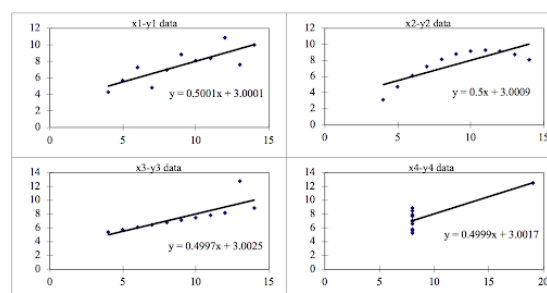 x1-y1 data
12
10
8
6
4
2
0
y = 0.5001x + 3.0001
0 5 10 15
x2-y2 data
12
10
8
6
4
2
0
y = 0.5x + 3.0009
0 5 10 15
x3-y3 data
14
12
10
8
6
4
2
0
y = 0.4997x + 3.0025
0 5 10 15
x4-y4 data
14
12
10
8
6
4
2
0
y = 0.4999x + 3.0017
0 5 10 15 20